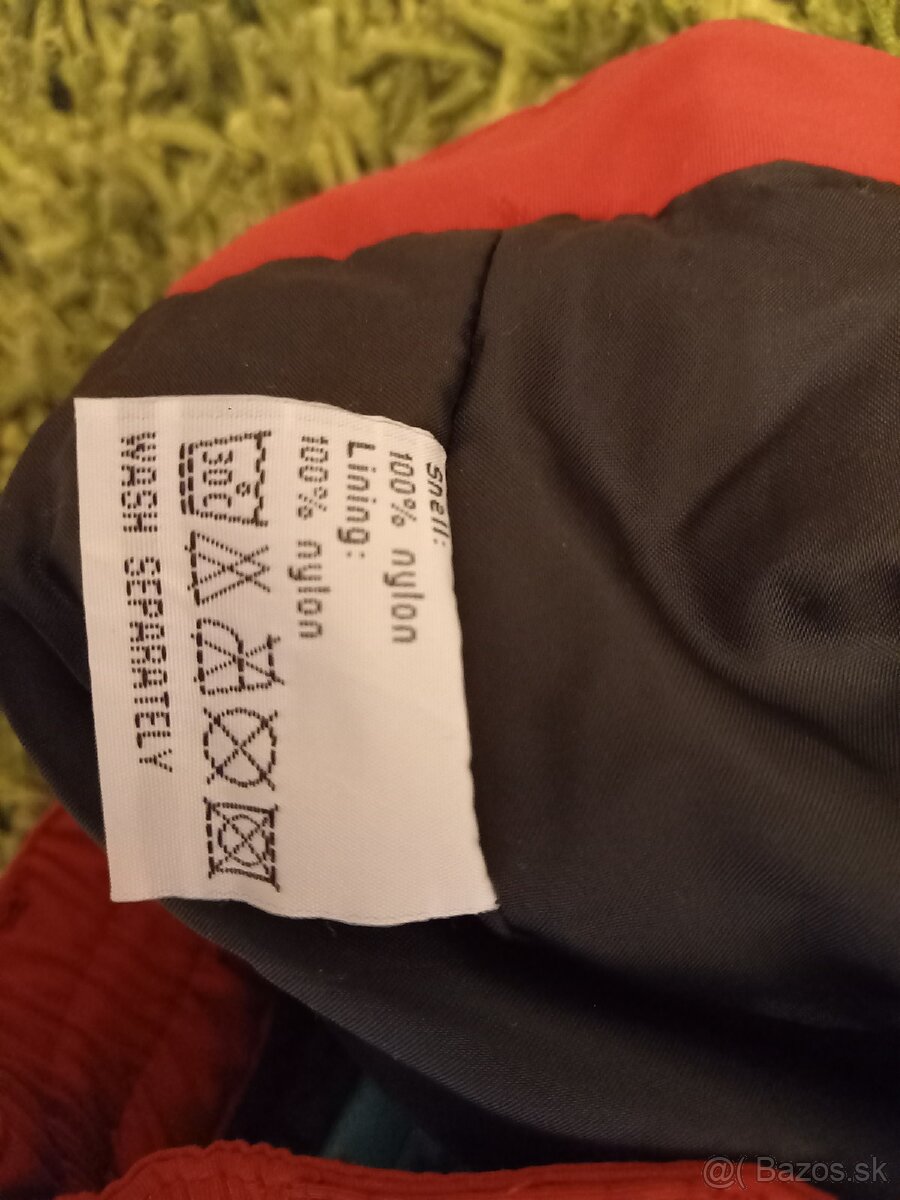 Shell:
100% nylon
Lining:
100% nylon
30°C
WASH SEPARATELY
@( Bazos.sk